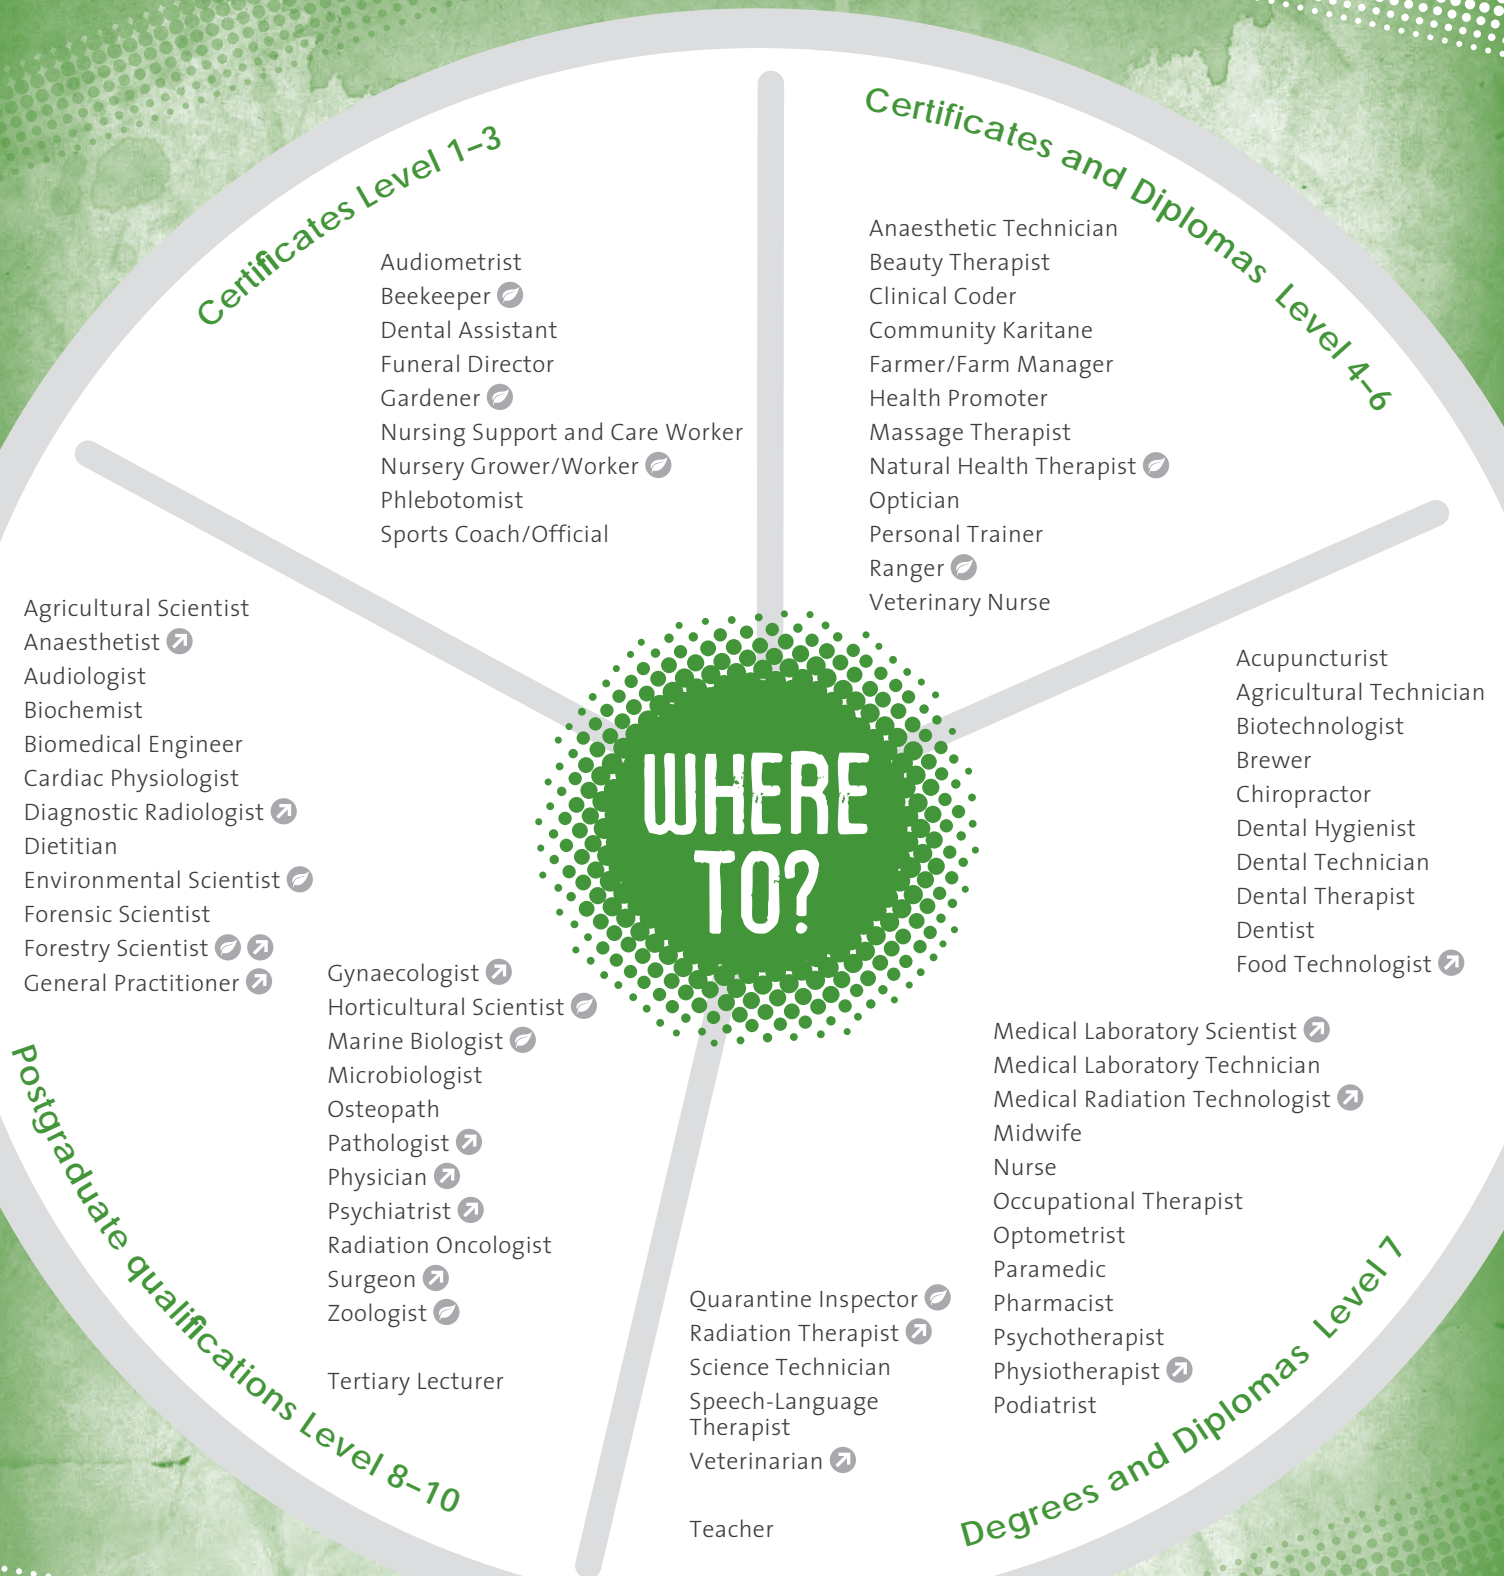 Certificates Level 1–3
Audiometrist
Beekeeper
Dental Assistant
Funeral Director
Gardener
Nursing Support and Care Worker
Nursery Grower/Worker
Phlebotomist
Sports Coach/Official
Certificates and Diplomas Level 4–6
Anaesthetic Technician
Beauty Therapist
Clinical Coder
Community Karitane
Farmer/Farm Manager
Health Promoter
Massage Therapist
Natural Health Therapist
Optician
Personal Trainer
Ranger
Veterinary Nurse
WHERE
TO?
Acupuncturist
Agricultural Technician
Biotechnologist
Brewer
Chiropractor
Dental Hygienist
Dental Technician
Dental Therapist
Dentist
Food Technologist
Medical Laboratory Scientist
Medical Laboratory Technician
Medical Radiation Technologist
Midwife
Nurse
Occupational Therapist
Optometrist
Paramedic
Pharmacist
Psychotherapist
Physiotherapist
Podiatrist
Quarantine Inspector
Radiation Therapist
Science Technician
Speech-Language
Therapist
Veterinarian
Teacher
Degrees and Diplomas Level 7
Agricultural Scientist
Anaesthetist
Audiologist
Biochemist
Biomedical Engineer
Cardiac Physiologist
Diagnostic Radiologist
Dietitian
Environmental Scientist
Forensic Scientist
Forestry Scientist
General Practitioner
Gynaecologist
Horticultural Scientist
Marine Biologist
Microbiologist
Osteopath
Pathologist
Physician
Psychiatrist
Radiation Oncologist
Surgeon
Zoologist
Tertiary Lecturer
Postgraduate qualifications Level 8–10